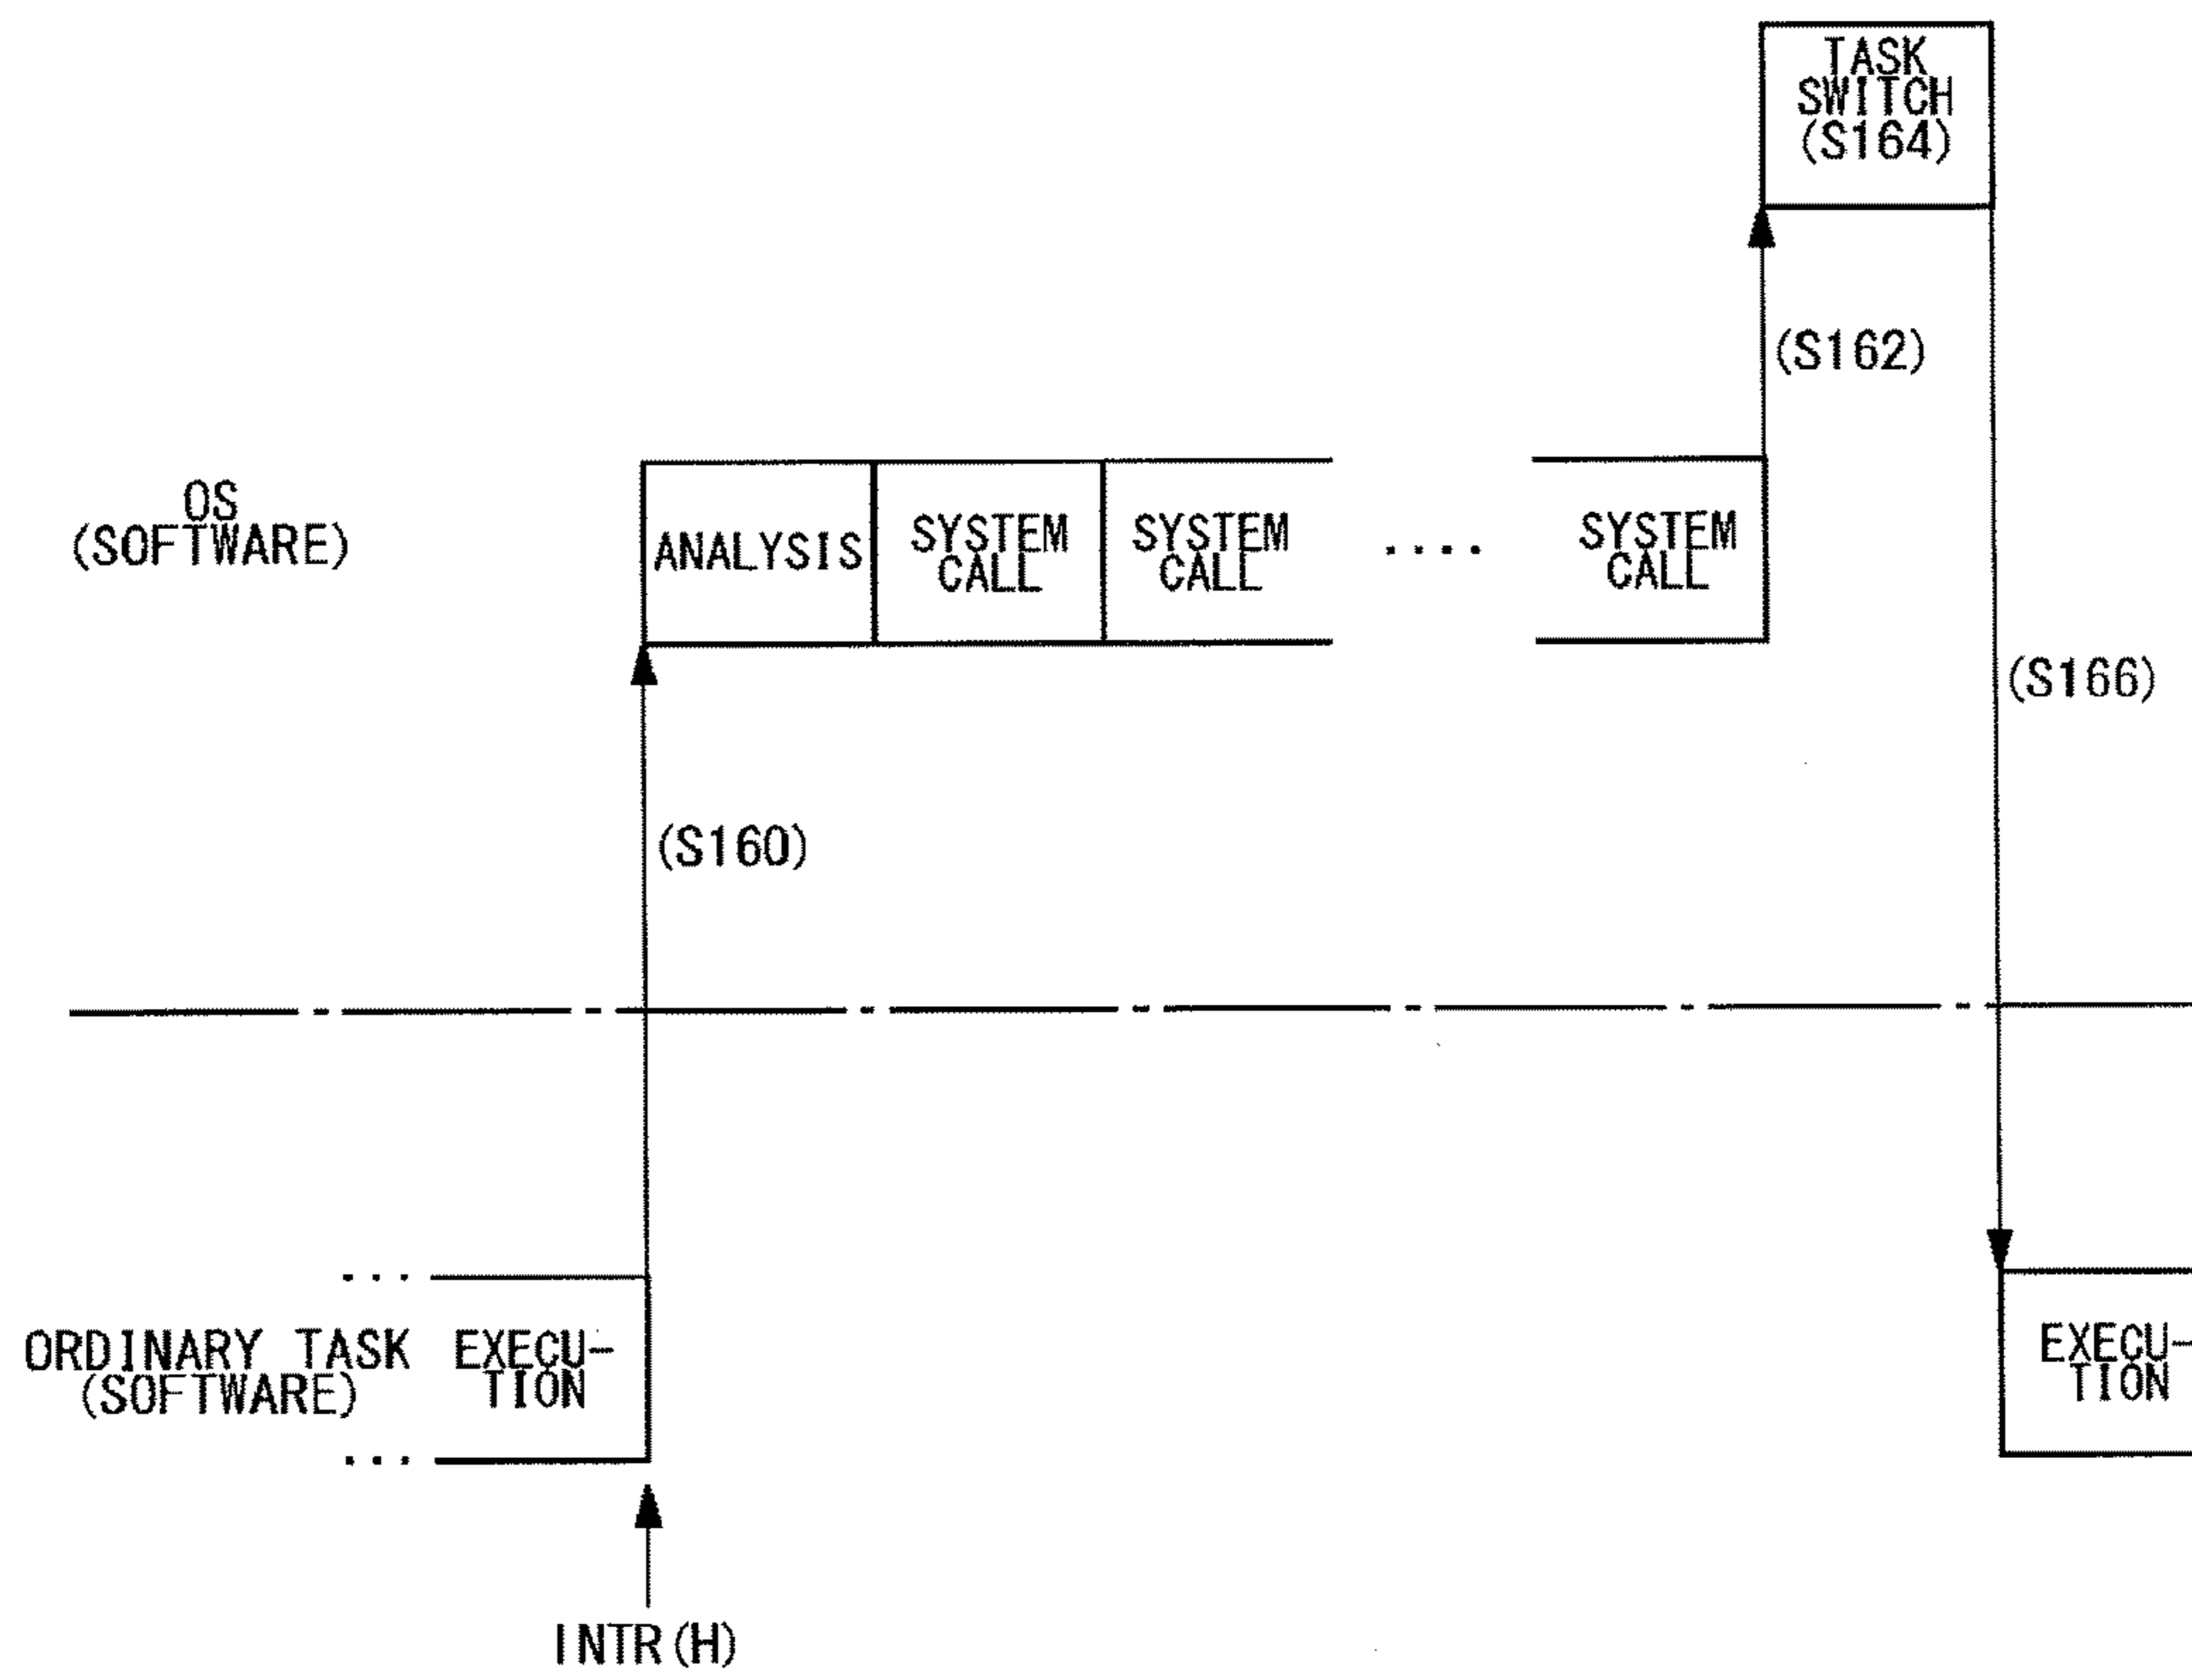 TASK
SWITCH
(S164)
(S162)
OS
(SOFTWARE)
ANALYSIS
SYSTEM
CALL
SYSTEM
CALL
....
SYSTEM
CALL
(S166)
(S160)
...
ORDINARY TASK
(SOFTWARE)
EXECU-
TION
...
EXECU-
TION
INTR(H)